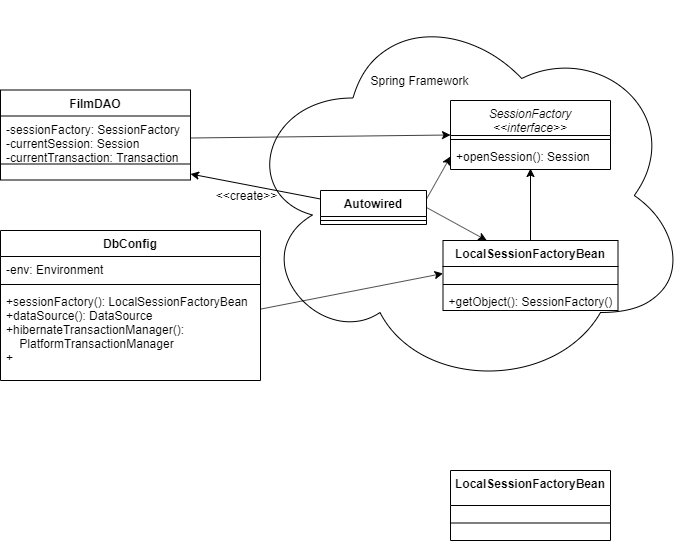 Spring Framework
FilmDAO
-sessionFactory: SessionFactory
-currentSession: Session
-currentTransaction: Transaction
SessionFactory
<<interface>>
+openSession(): Session
<<create>>
Autowired
DbConfig
-env: Environment
+sessionFactory(): LocalSessionFactoryBean
+dataSource(): DataSource
+hibernateTransactionManager():
PlatformTransactionManager
+
LocalSessionFactoryBean
+getObject(): SessionFactory()
LocalSessionFactoryBean